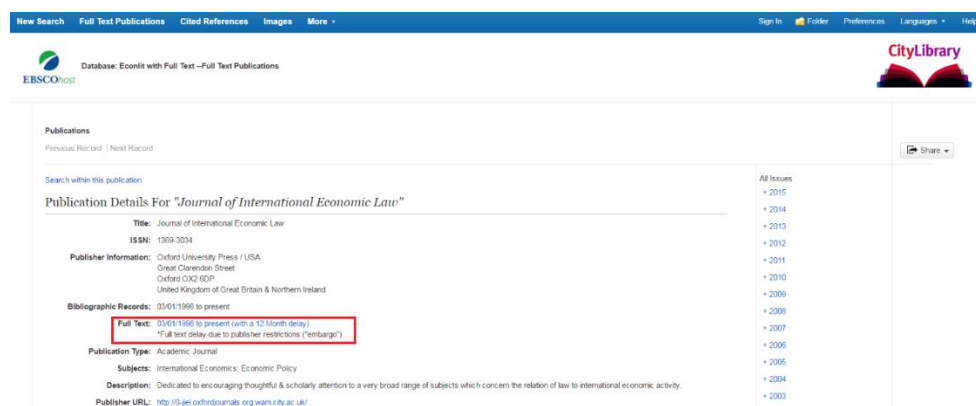 New Search Full Text Publications Cited References Images More
Sign In Folder Preferences Languages Help
EBSCOhost
Database: Econlit with Full Text --Full Text Publications
CityLibrary
Publications
Previous Record | Next Record
Share
Search within this publication
Publication Details For "Journal of International Economic Law"
Title: Journal of International Economic Law
ISSN: 1369-3034
Publisher Information: Oxford University Press / USA
Great Clarendon Street
Oxford OX2 6DP
United Kingdom of Great Britain & Northern Ireland
Bibliographic Records: 03/01/1998 to present
Full Text: 03/01/1998 to present (with a 12 Month delay)
*Full text delay due to publisher restrictions ("embargo")
Publication Type: Academic Journal
Subjects: International Economics; Economic Policy
Description: Dedicated to encouraging thoughtful & scholarly attention to a very broad range of subjects which concern the relation of law to international economic activity.
Publisher URL: http://0-jiel.oxfordjournals.org.wam.city.ac.uk/
All Issues
+ 2015
+ 2014
+ 2013
+ 2012
+ 2011
+ 2010
+ 2009
+ 2008
+ 2007
+ 2006
+ 2005
+ 2004
+ 2003